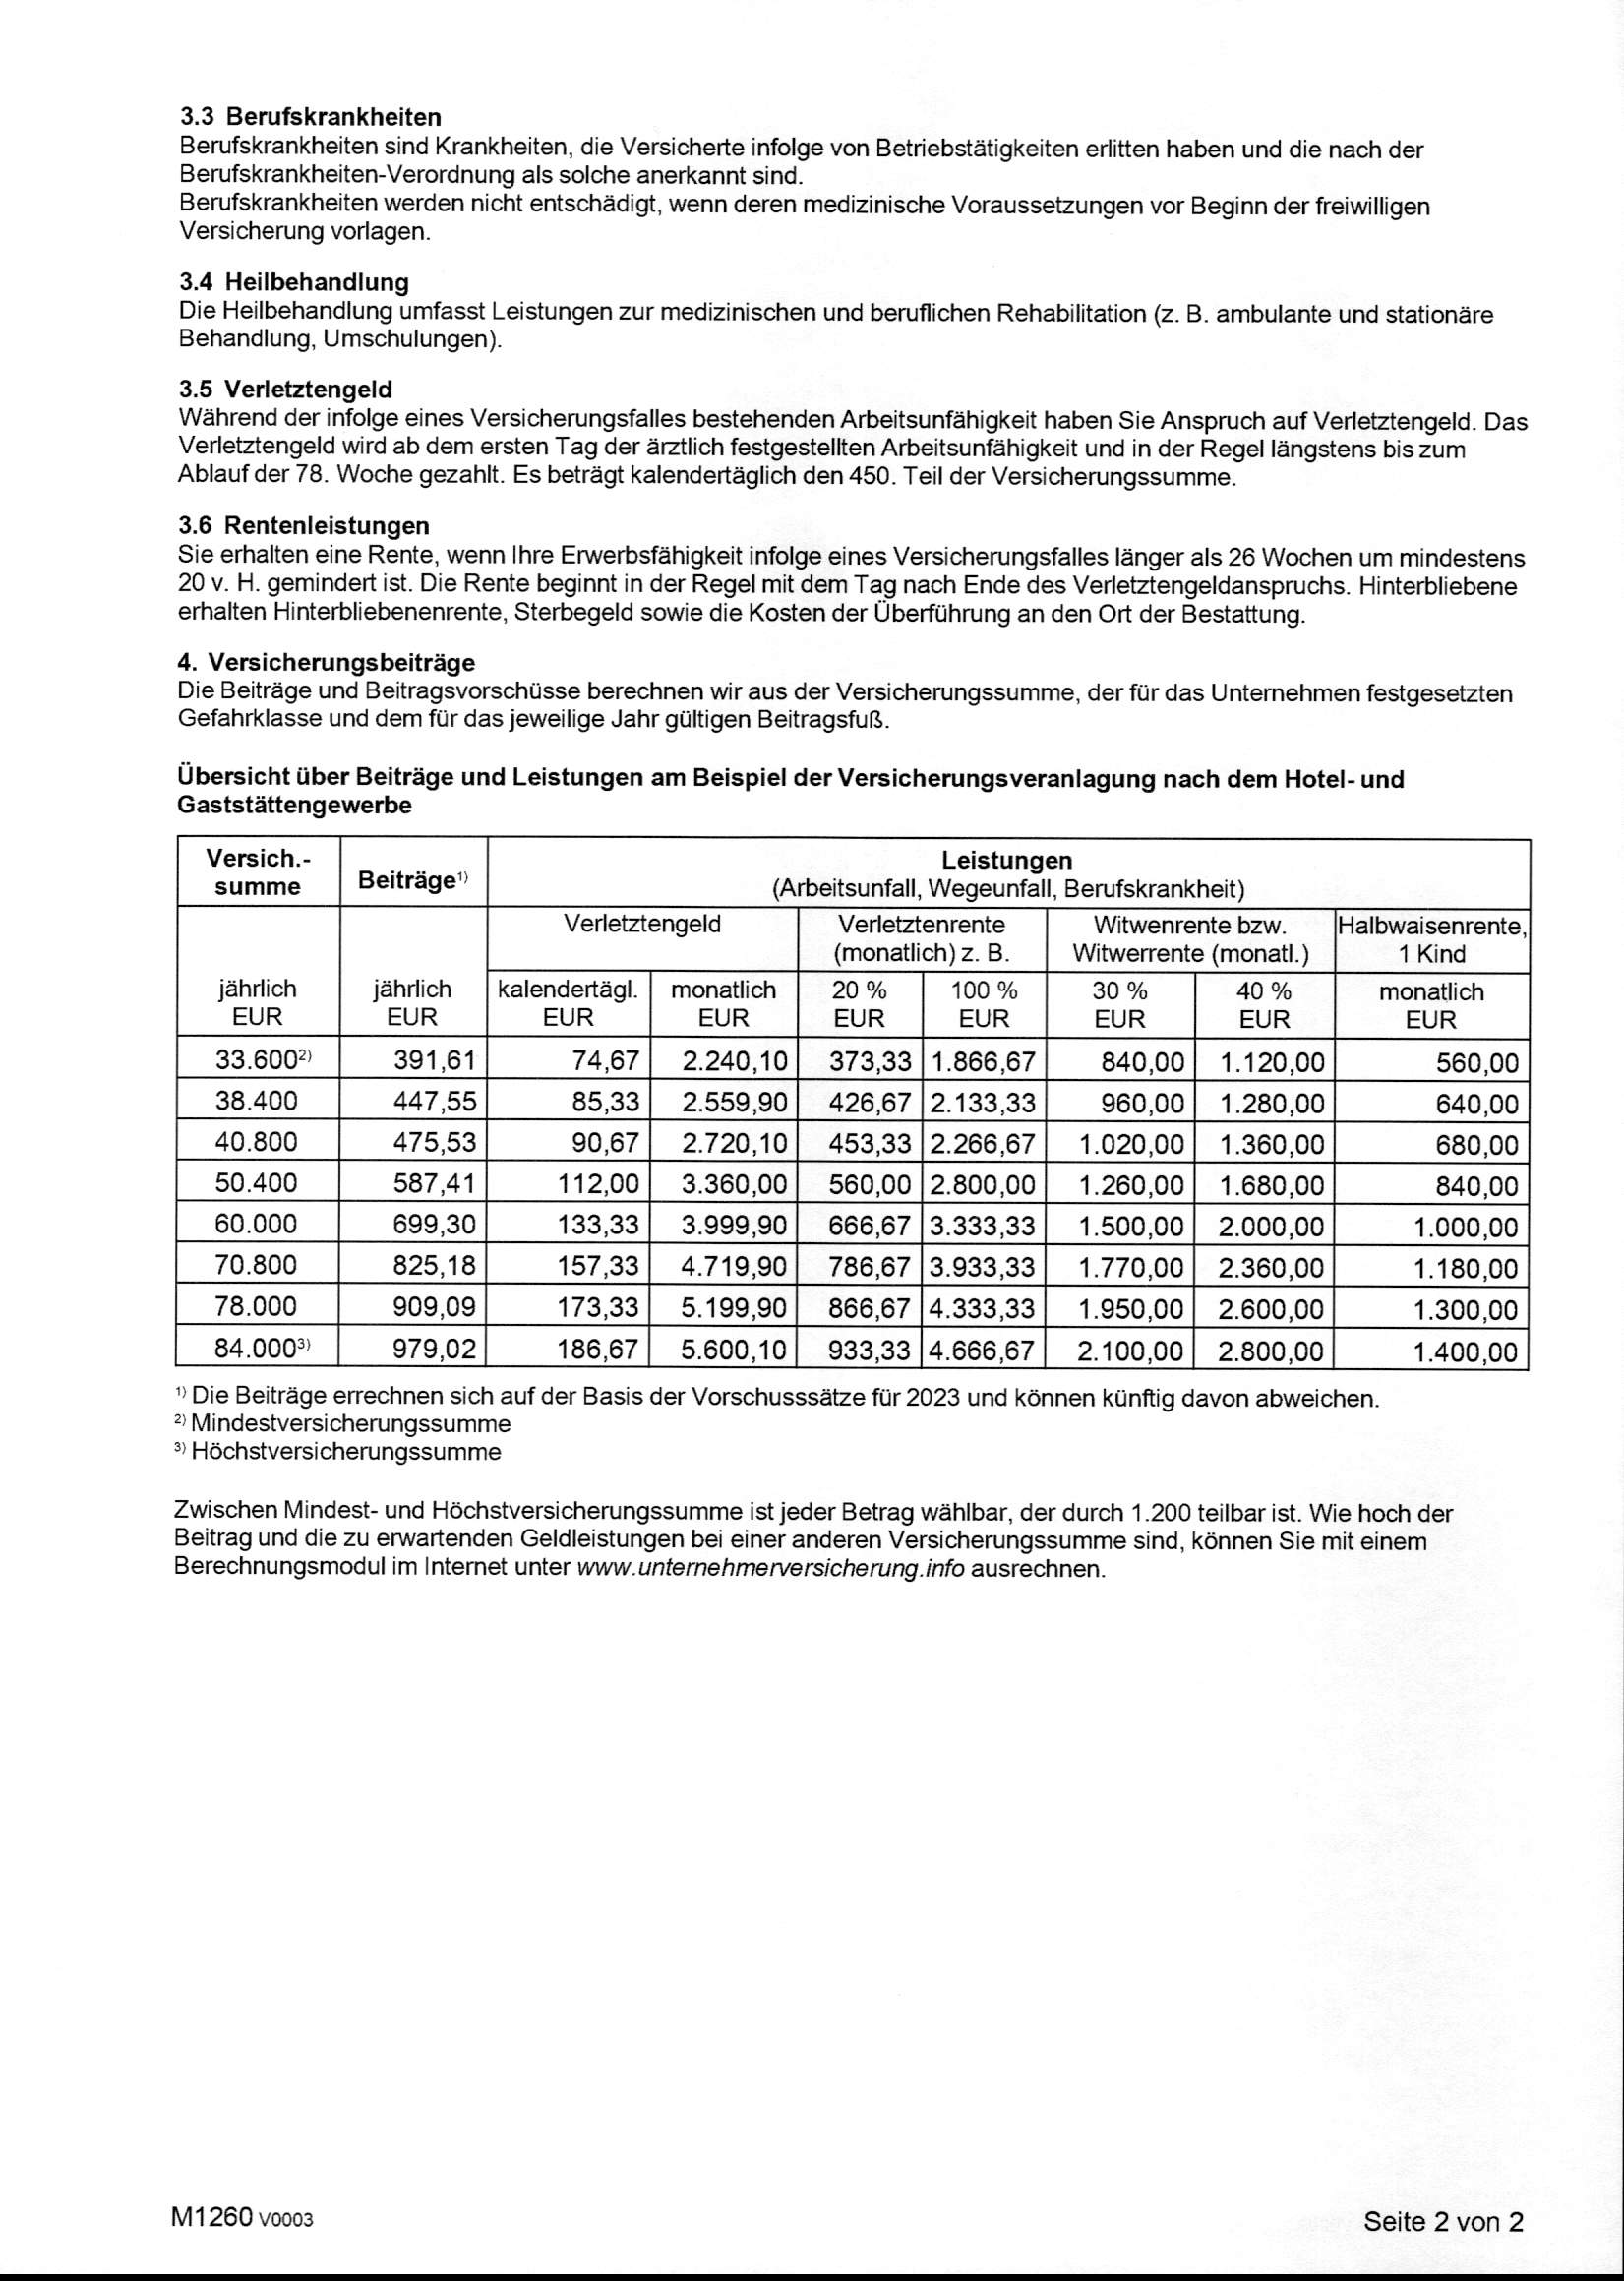 3.3 Berufskrankheiten
Berufskrankheiten sind Krankheiten, die Versicherte infolge von Betriebstätigkeiten erlitten haben und die nach der
Berufskrankheiten-Verordnung als solche anerkannt sind.
Berufskrankheiten werden nicht entschädigt, wenn deren medizinische Voraussetzungen vor Beginn der freiwilligen
Versicherung vorlagen.
3.4 Heilbehandlung
Die Heilbehandlung umfasst Leistungen zur medizinischen und beruflichen Rehabilitation (z. B. ambulante und stationäre
Behandlung, Umschulungen).
3.5 Verletztengeld
Während der infolge eines Versicherungsfalles bestehenden Arbeitsunfähigkeit haben Sie Anspruch auf Verletztengeld. Das
Verletztengeld wird ab dem ersten Tag der ärztlich festgestellten Arbeitsunfähigkeit und in der Regel längstens bis zum
Ablauf der 78. Woche gezahlt. Es beträgt kalendertäglich den 450. Teil der Versicherungssumme.
3.6 Rentenleistungen
Sie erhalten eine Rente, wenn Ihre Erwerbsfähigkeit infolge eines Versicherungsfalles länger als 26 Wochen um mindestens
20 v. H. gemindert ist. Die Rente beginnt in der Regel mit dem Tag nach Ende des Verletztengeldanspruchs. Hinterbliebene
erhalten Hinterbliebenenrente, Sterbegeld sowie die Kosten der Überführung an den Ort der Bestattung.
4. Versicherungsbeiträge
Die Beiträge und Beitragsvorschüsse berechnen wir aus der Versicherungssumme, der für das Unternehmen festgesetzten
Gefahrklasse und dem für das jeweilige Jahr gültigen Beitragsfuß.
Übersicht über Beiträge und Leistungen am Beispiel der Versicherungsveranlagung nach dem Hotel- und
Gaststättengewerbe
Versich.- Beiträge¹⁾ Leistungen
summe (Arbeitsunfall, Wegeunfall, Berufskrankheit)
Verletztengeld Verletztenrente Witwenrente bzw. Halbwaisenrente,
(monatlich) z. B. Witwerrente (monatl.) 1 Kind
jährlich jährlich kalendertägl. monatlich 20 % 100 % 30 % 40 % monatlich
EUR EUR EUR EUR EUR EUR EUR EUR EUR
33.600²⁾ 391,61 74,67 2.240,10 373,33 1.866,67 840,00 1.120,00 560,00
38.400 447,55 85,33 2.559,90 426,67 2.133,33 960,00 1.280,00 640,00
40.800 475,53 90,67 2.720,10 453,33 2.266,67 1.020,00 1.360,00 680,00
50.400 587,41 112,00 3.360,00 560,00 2.800,00 1.260,00 1.680,00 840,00
60.000 699,30 133,33 3.999,90 666,67 3.333,33 1.500,00 2.000,00 1.000,00
70.800 825,18 157,33 4.719,90 786,67 3.933,33 1.770,00 2.360,00 1.180,00
78.000 909,09 173,33 5.199,90 866,67 4.333,33 1.950,00 2.600,00 1.300,00
84.000³⁾ 979,02 186,67 5.600,10 933,33 4.666,67 2.100,00 2.800,00 1.400,00
¹⁾ Die Beiträge errechnen sich auf der Basis der Vorschusssätze für 2023 und können künftig davon abweichen.
²⁾ Mindestversicherungssumme
³⁾ Höchstversicherungssumme
Zwischen Mindest- und Höchstversicherungssumme ist jeder Betrag wählbar, der durch 1.200 teilbar ist. Wie hoch der
Beitrag und die zu erwartenden Geldleistungen bei einer anderen Versicherungssumme sind, können Sie mit einem
Berechnungsmodul im Internet unter www.unternehmerversicherung.info ausrechnen.
M1260 V0003
Seite 2 von 2